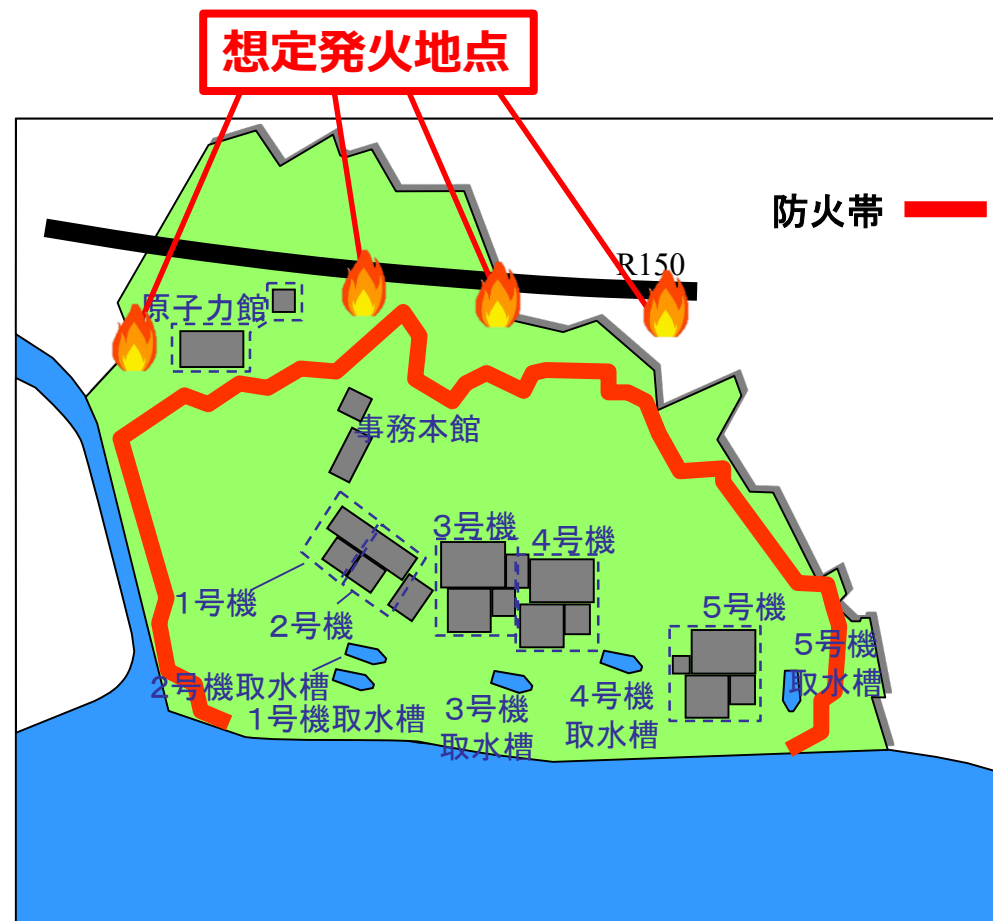 想定発火地点
防火帯
R150
原子力館
事務本館
3号機
4号機
1号機
2号機
5号機
5号機
取水槽
2号機取水槽
1号機取水槽
3号機
取水槽
4号機
取水槽